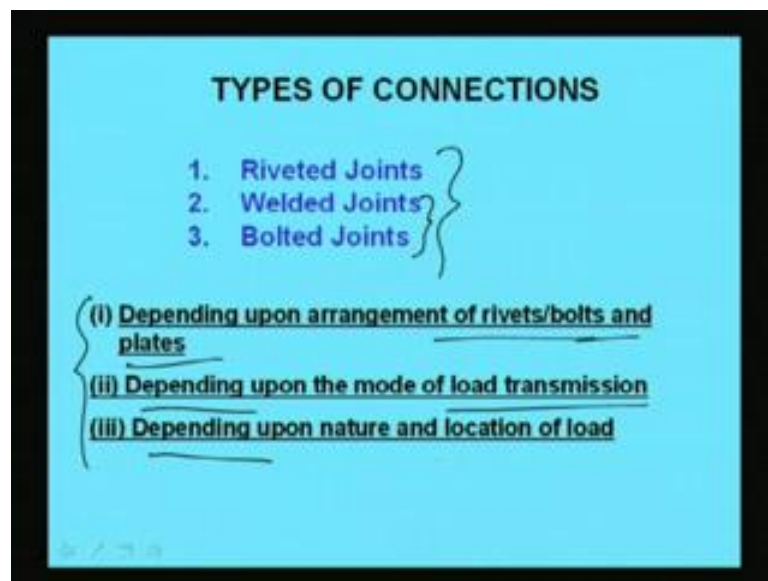 TYPES OF CONNECTIONS
1. Riveted Joints
2. Welded Joints
3. Bolted Joints
(i) Depending upon arrangement of rivets/bolts and
plates
(ii) Depending upon the mode of load transmission
(iii) Depending upon nature and location of load